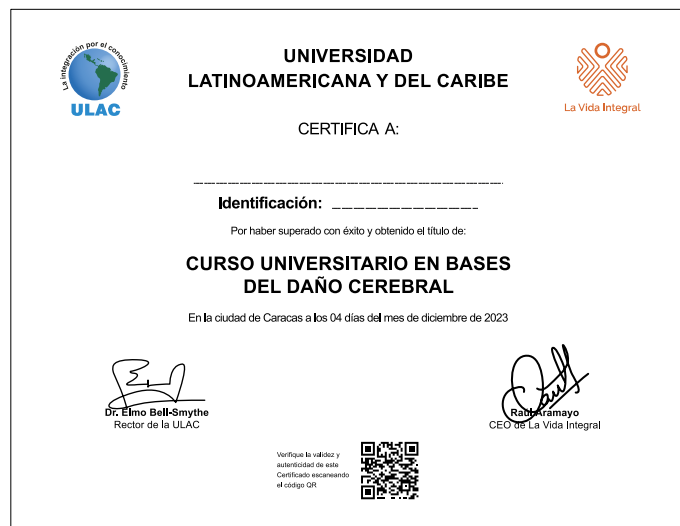 La integración por el conocimiento
ULAC
UNIVERSIDAD
LATINOAMERICANA Y DEL CARIBE
La Vida Integral
CERTIFICA A:
Identificación:
Por haber superado con éxito y obtenido el título de:
CURSO UNIVERSITARIO EN BASES
DEL DAÑO CEREBRAL
En la ciudad de Caracas a los 04 días del mes de diciembre de 2023
Dr. Elmo Bell-Smythe
Rector de la ULAC
Raúl Aramayo
CEO de La Vida Integral
Verifique la validez y
autenticidad de este
Certificado escaneando
el código QR